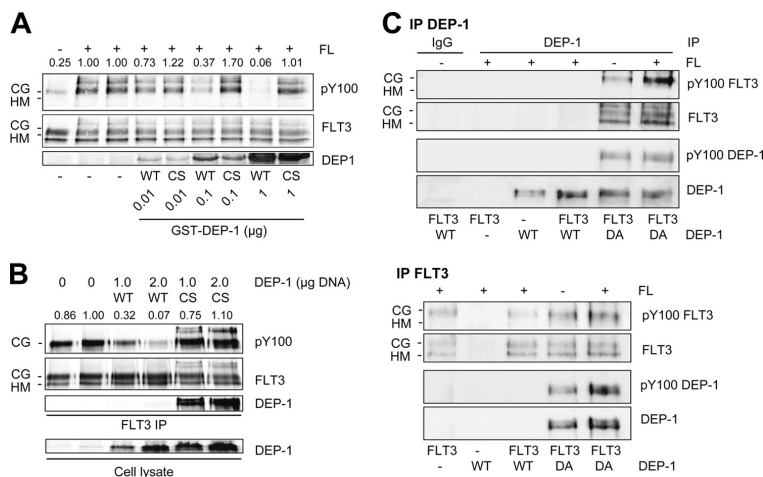 A
- + + + + + + + + FL
0.25 1.00 1.00 0.73 1.22 0.37 1.70 0.06 1.01
CG -
HM
pY100
CG -
HM -
FLT3
DEP1
- - - WT CS WT CS WT CS
0.01 0.01 0.1 0.1 1 1
GST-DEP-1 (µg)
B
0 0 1.0 2.0 1.0 2.0 DEP-1 (µg DNA)
WT WT CS CS
0.86 1.00 0.32 0.07 0.75 1.10
CG -
pY100
CG -
HM -
FLT3
DEP-1
FLT3 IP
DEP-1
Cell lysate
C IP DEP-1
IgG DEP-1 IP
- + + + - + FL
CG -
HM -
pY100 FLT3
CG -
HM -
FLT3
pY100 DEP-1
DEP-1
FLT3 FLT3 - FLT3 FLT3 FLT3
WT - WT WT DA DA DEP-1
IP FLT3
+ + + - + FL
CG -
HM -
pY100 FLT3
CG -
HM -
FLT3
pY100 DEP-1
DEP-1
FLT3 - FLT3 FLT3 FLT3
- WT WT DA DA DEP-1